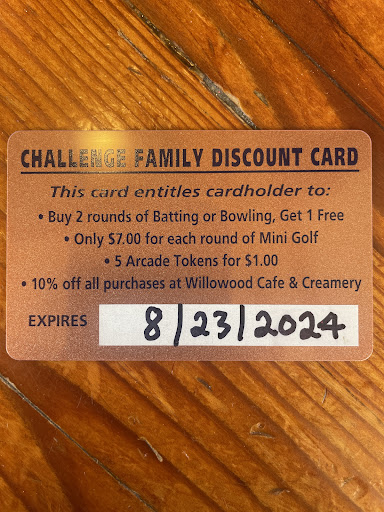 CHALLENGE FAMILY DISCOUNT CARD
This card entitles cardholder to:
• Buy 2 rounds of Batting or Bowling, Get 1 Free
• Only $7.00 for each round of Mini Golf
• 5 Arcade Tokens for $1.00
• 10% off all purchases at Willowood Cafe & Creamery
EXPIRES 8/23/2024